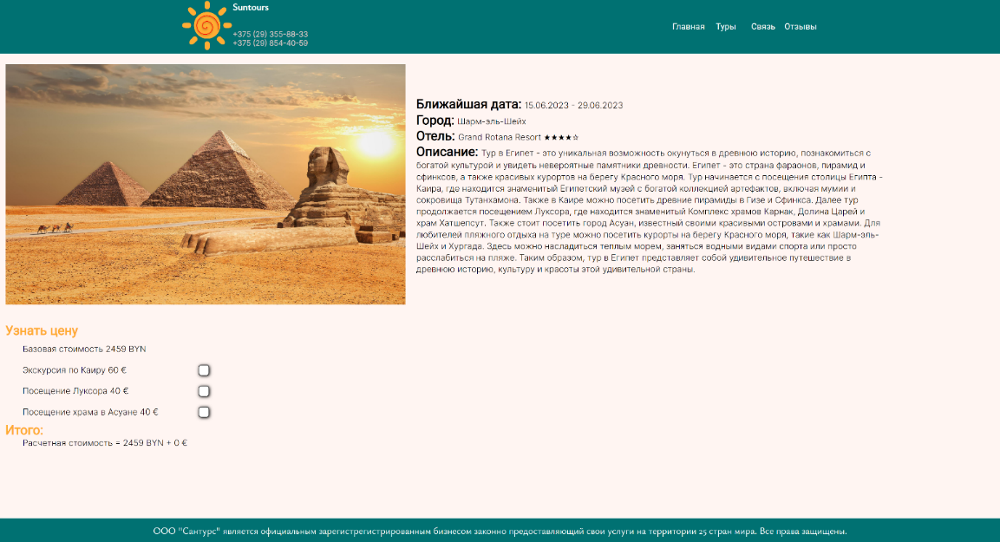 Suntours
+375 (29) 355-88-33
+375 (29) 854-40-59
Главная Туры Связь Отзывы
Ближайшая дата: 15.06.2023 - 29.06.2023
Город: Шарм-эль-Шейх
Отель: Grand Rotana Resort ★★★★☆
Описание: Тур в Египет - это уникальная возможность окунуться в древнюю историю, познакомиться с
богатой культурой и увидеть невероятные памятники древности. Египет - это страна фараонов, пирамид и
сфинксов, а также красивых курортов на берегу Красного моря. Тур начинается с посещения столицы Египта -
Каира, где находится знаменитый Египетский музей с богатой коллекцией артефактов, включая мумии и
сокровища Тутанхамона. Также в Каире можно посетить древние пирамиды в Гизе и Сфинкса. Далее тур
продолжается посещением Луксора, где находится знаменитый Комплекс храмов Карнак, Долина Царей и
храм Хатшепсут. Также стоит посетить город Асуан, известный своими красивыми островами и храмами. Для
любителей пляжного отдыха на туре можно посетить курорты на берегу Красного моря, такие как Шарм-эль-
Шейх и Хургада. Здесь можно насладиться теплым морем, заняться водными видами спорта или просто
расслабиться на пляже. Таким образом, тур в Египет представляет собой удивительное путешествие в
древнюю историю, культуру и красоты этой удивительной страны.
Узнать цену
Базовая стоимость 2459 BYN
Экскурсия по Каиру 60 €
Посещение Луксора 40 €
Посещение храма в Асуане 40 €
Итого:
Расчетная стоимость = 2459 BYN + 0 €
ООО "Сантурс" является официальным зарегистрегистрированным бизнесом законно предоставляющий свои услуги на территории 25 стран мира. Все права защищены.